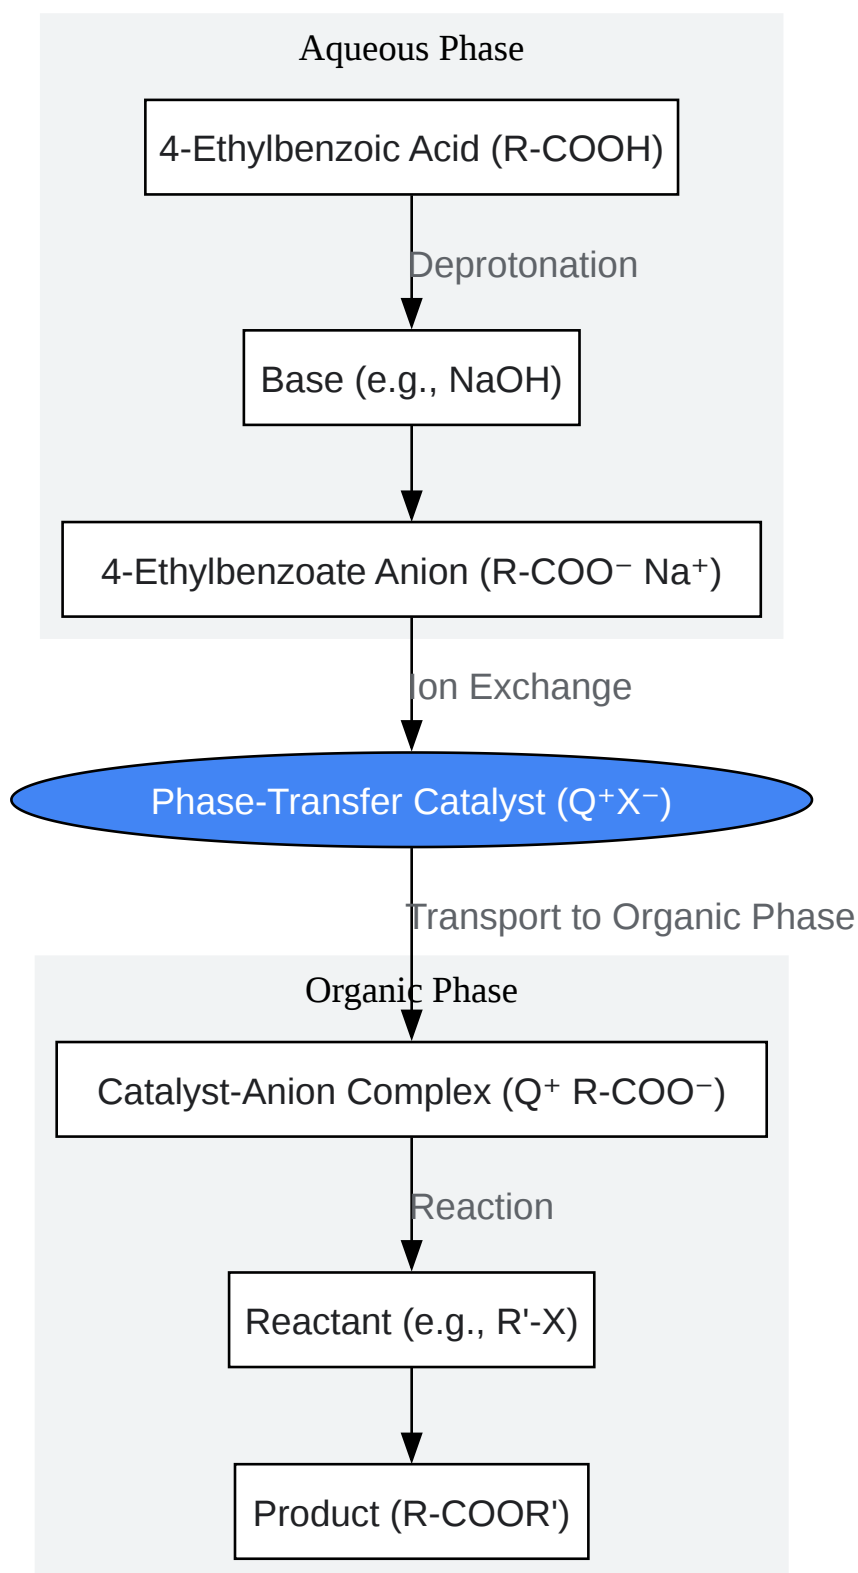 Aqueous Phase
4-Ethylbenzoic Acid (R-COOH)
Deprotonation
Base (e.g., NaOH)
4-Ethylbenzoate Anion (R-COO⁻ Na⁺)
Ion Exchange
Phase-Transfer Catalyst (Q⁺X⁻)
Transport to Organic Phase
Organic Phase
Catalyst-Anion Complex (Q⁺ R-COO⁻)
Reaction
Reactant (e.g., R'-X)
Product (R-COOR')